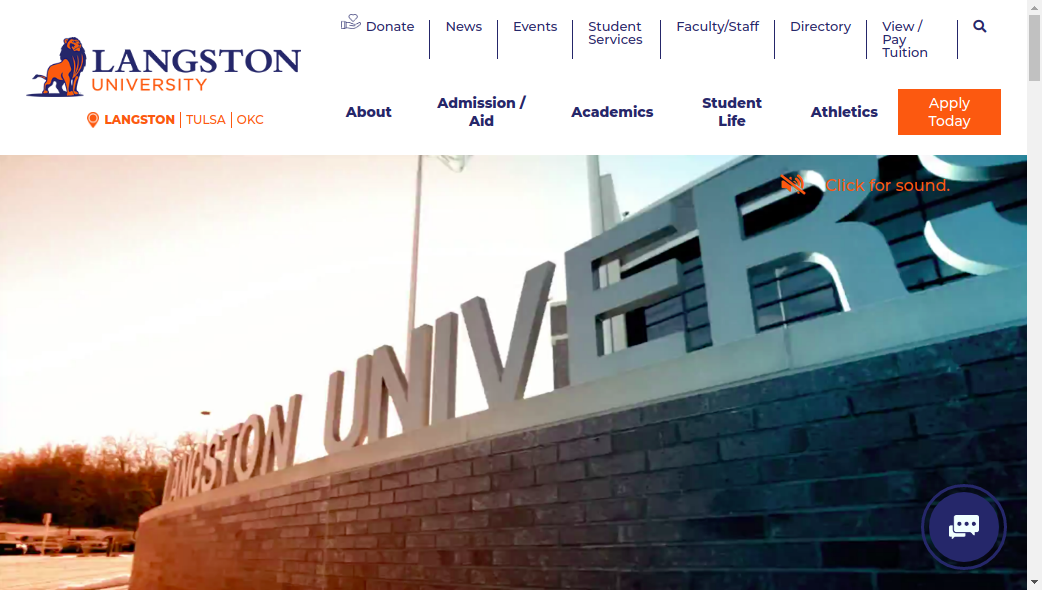 Donate
News
Events
Student
Services
Faculty/Staff
Directory
View /
Pay
Tuition
LANGSTON
UNIVERSITY
LANGSTON | TULSA | OKC
About
Admission /
Aid
Academics
Student
Life
Athletics
Apply
Today
Click for sound.
LANGSTON UNIVERS